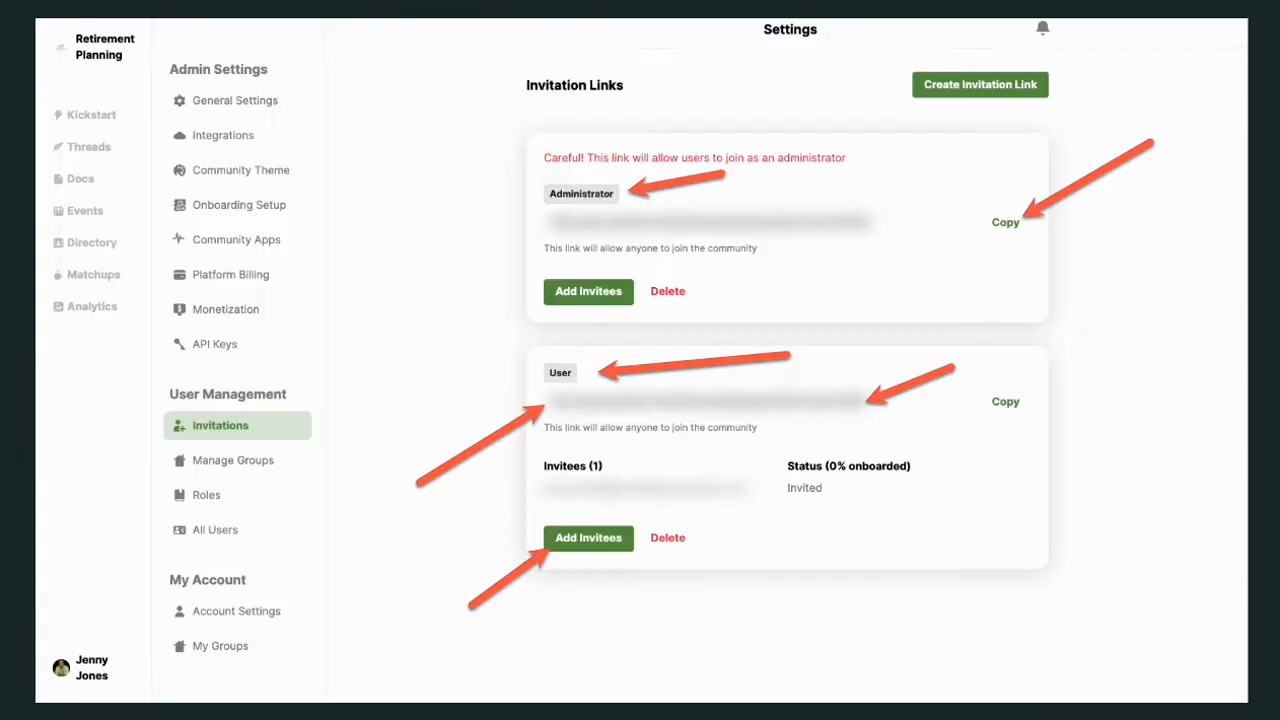 Retirement
Planning
Kickstart
Threads
Docs
Events
Directory
Matchups
Analytics
Jenny
Jones
Admin Settings
General Settings
Integrations
Community Theme
Onboarding Setup
Community Apps
Platform Billing
Monetization
API Keys
User Management
Invitations
Manage Groups
Roles
All Users
My Account
Account Settings
My Groups
Settings
Invitation Links
Create Invitation Link
Careful! This link will allow users to join as an administrator
Administrator
Copy
This link will allow anyone to join the community
Add Invitees
Delete
User
Copy
This link will allow anyone to join the community
Invitees (1)
Status (0% onboarded)
Invited
Add Invitees
Delete